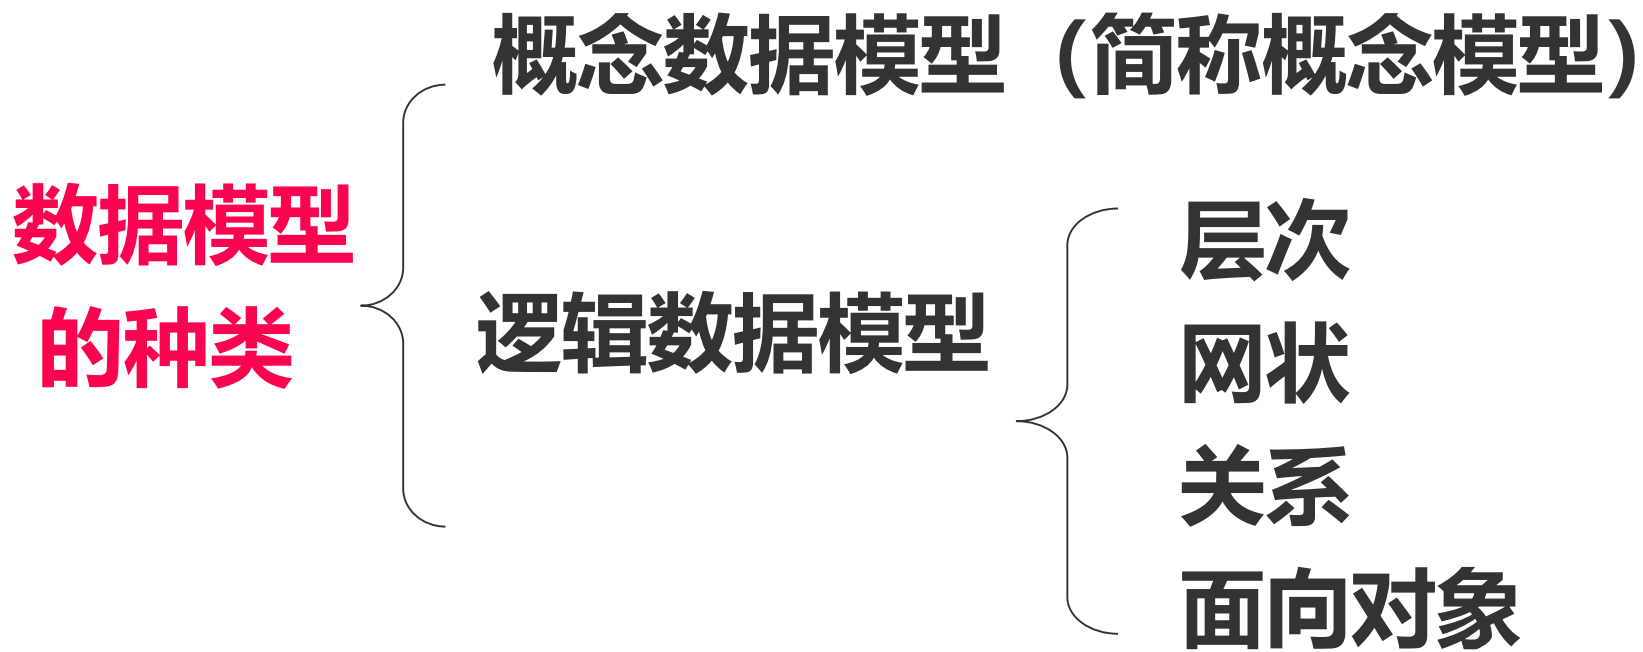 概念数据模型（简称概念模型）
数据模型
的种类
逻辑数据模型
层次
网状
关系
面向对象